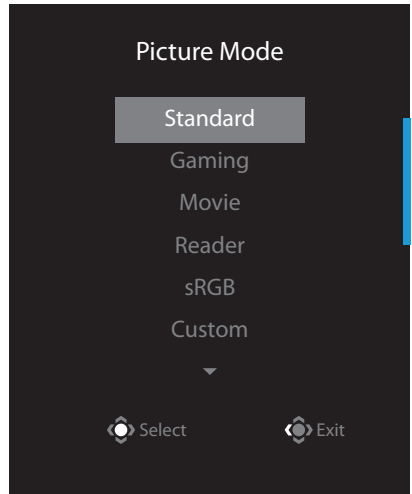 Picture Mode
Standard
Gaming
Movie
Reader
sRGB
Custom
Select Exit